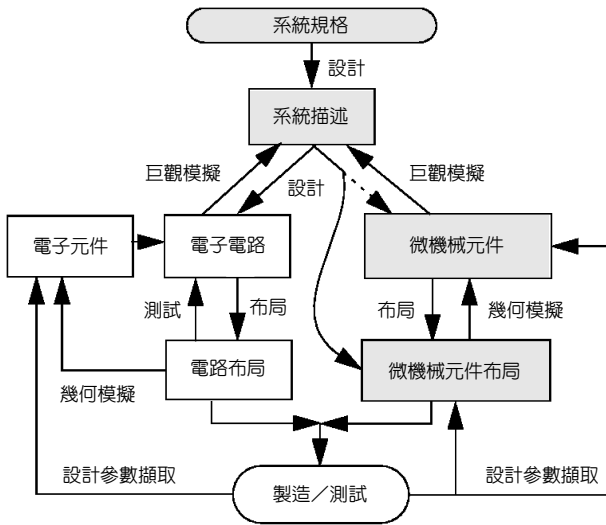 系統規格
設計
系統描述
巨觀模擬
設計
巨觀模擬
電子元件
電子電路
微機械元件
測試
布局
布局
幾何模擬
電路布局
微機械元件布局
幾何模擬
設計參數擷取
製造／測試
設計參數擷取